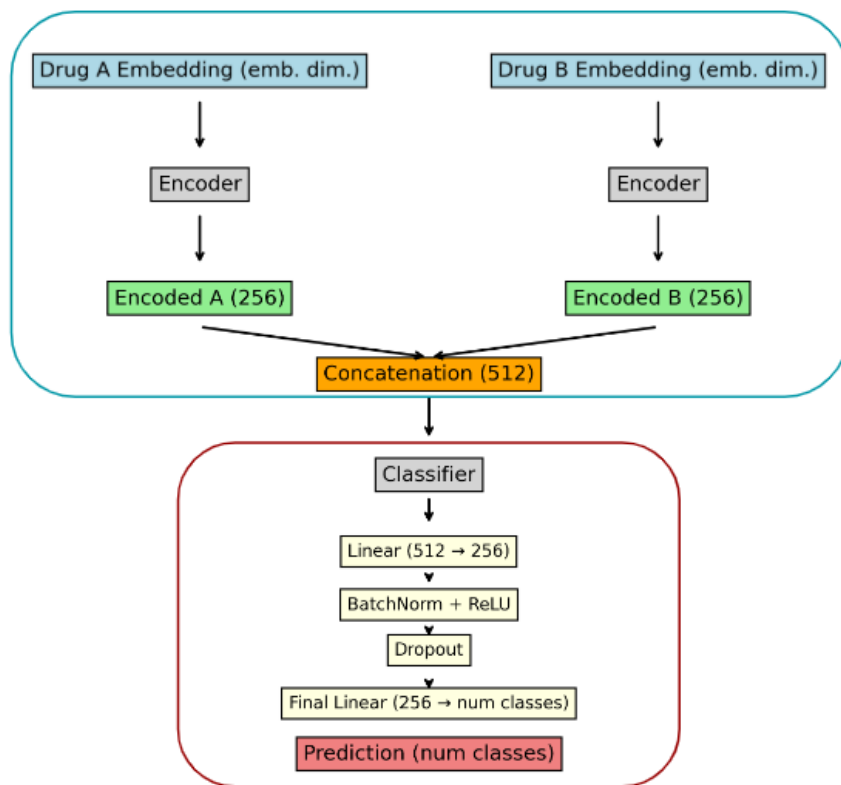 Drug A Embedding (emb. dim.)
Drug B Embedding (emb. dim.)
Encoder
Encoder
Encoded A (256)
Encoded B (256)
Concatenation (512)
Classifier
Linear (512 → 256)
BatchNorm + ReLU
Dropout
Final Linear (256 → num classes)
Prediction (num classes)